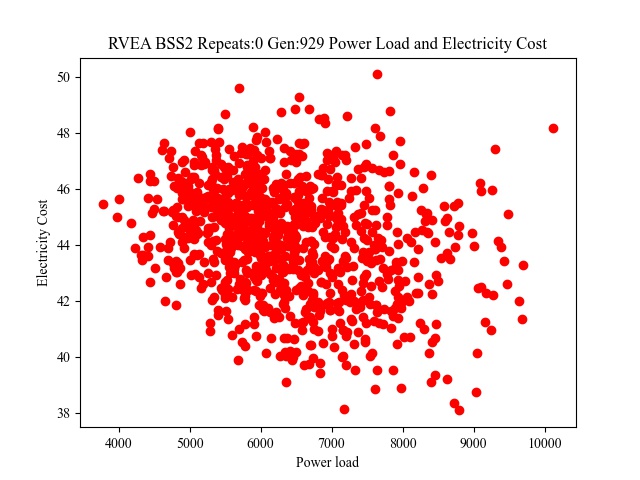 RVEA BSS2 Repeats:0 Gen:929 Power Load and Electricity Cost
50
48
46
44
42
40
38
Electricity Cost
4000 5000 6000 7000 8000 9000 10000
Power load